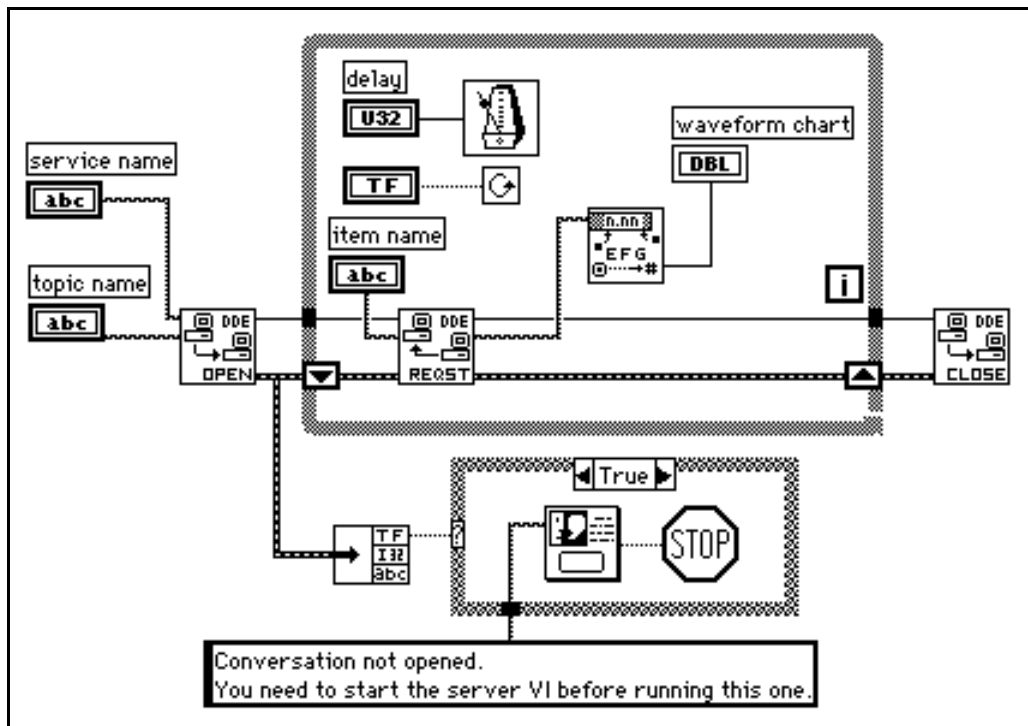 delay
U32
waveform chart
DBL
service name
abc
TF
n.nn
EFG
#
item name
abc
topic name
abc
i
DDE
OPEN
DDE
REQST
DDE
CLOSE
True
TF
I32
abc
?
STOP
Conversation not opened.
You need to start the server VI before running this one.